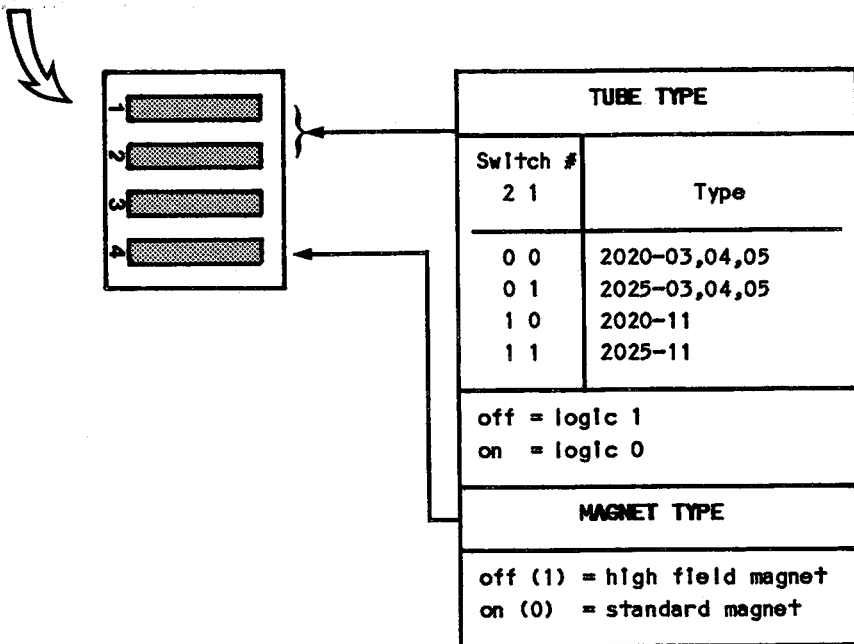 1
2
3
4
TUBE TYPE
Switch #
2 1 Type
0 0 2020-03,04,05
0 1 2025-03,04,05
1 0 2020-11
1 1 2025-11
off = logic 1
on = logic 0
MAGNET TYPE
off (1) = high field magnet
on (0) = standard magnet